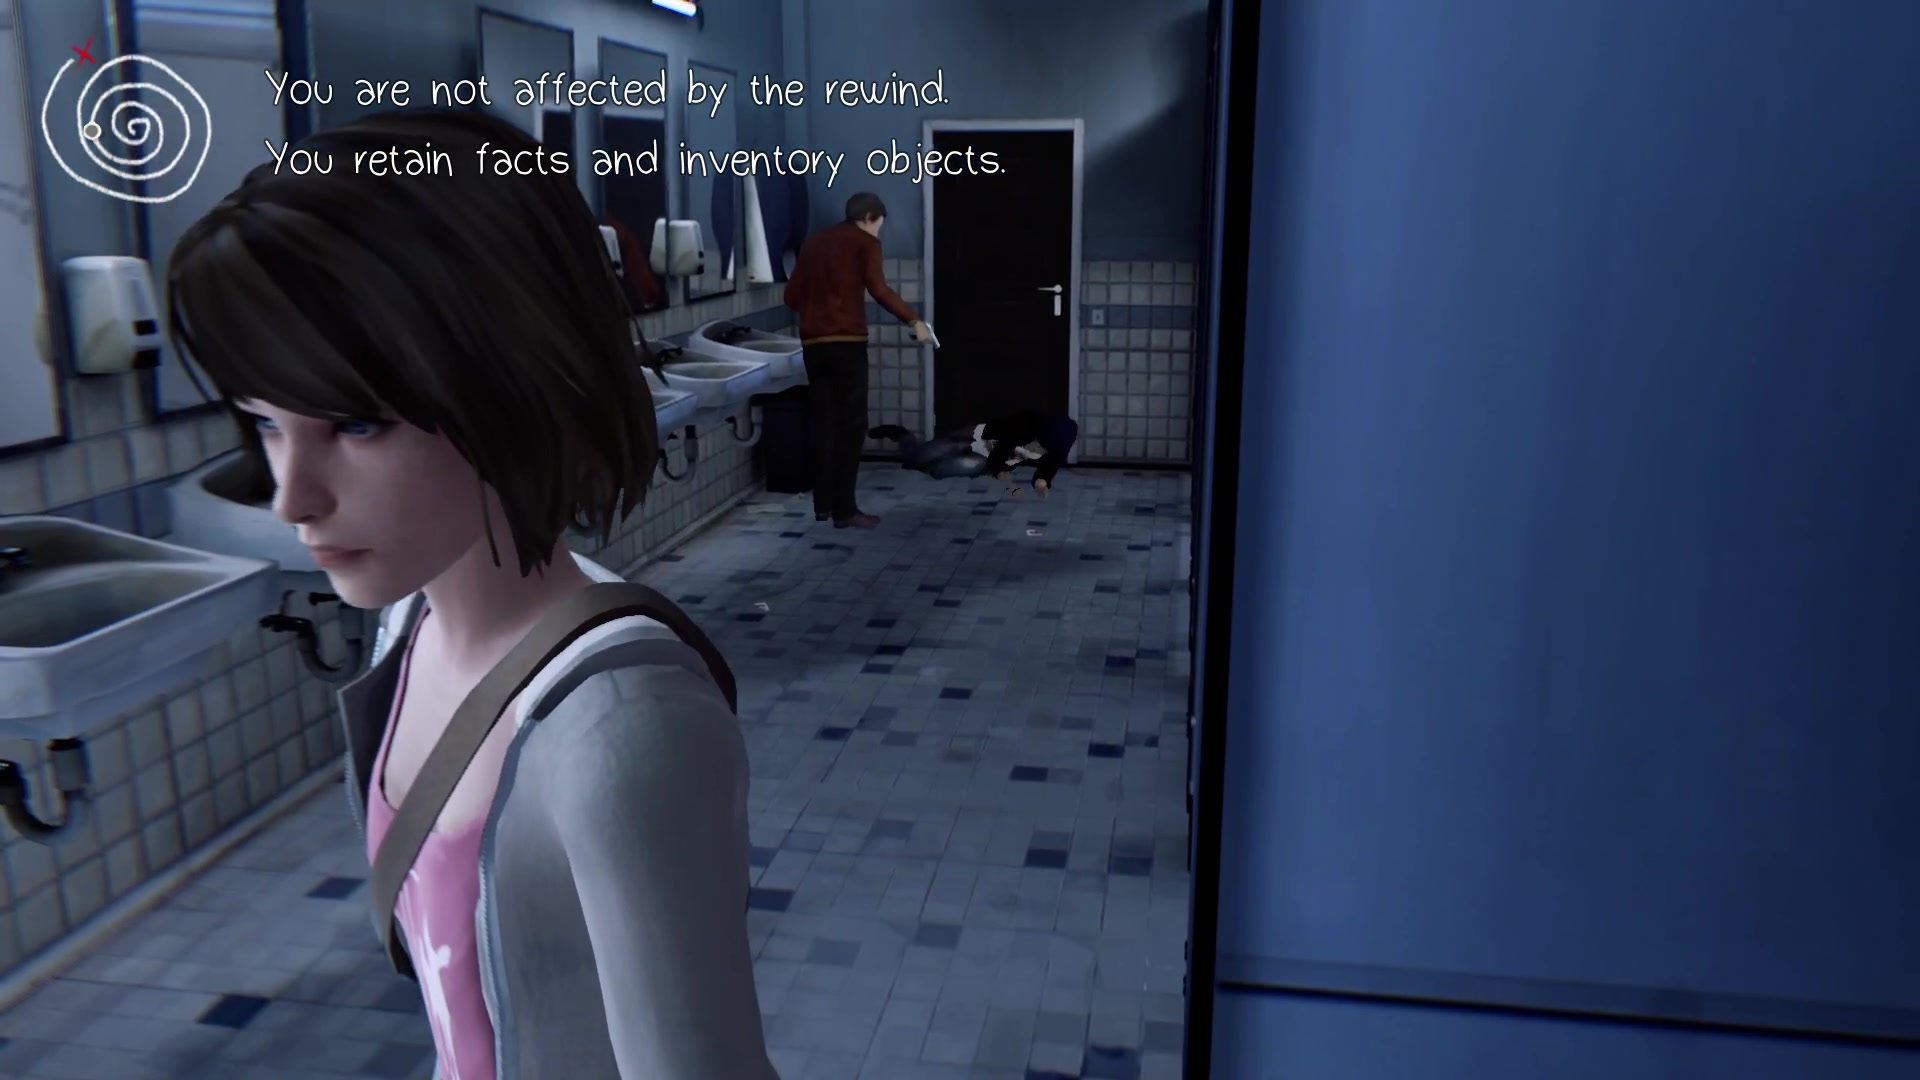 You are not affected by the rewind.
You retain facts and inventory objects.